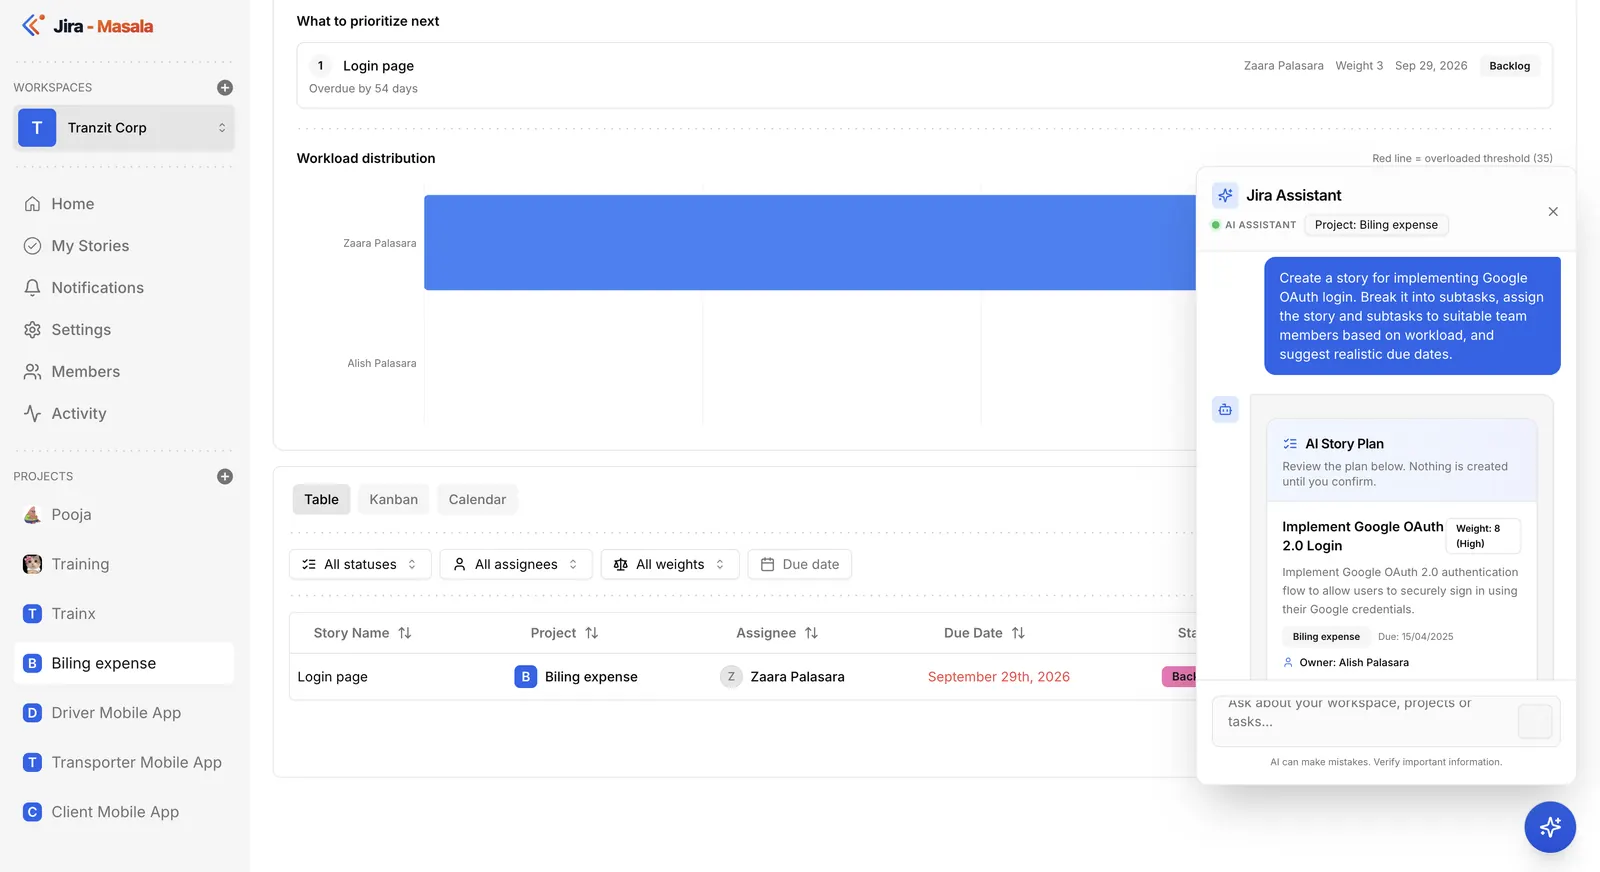 Jira - Masala
WORKSPACES
T
Tranzit Corp
Home
My Stories
Notifications
Settings
Members
Activity
PROJECTS
Pooja
Training
T
Trainx
B
Biling expense
D
Driver Mobile App
T
Transporter Mobile App
C
Client Mobile App
What to prioritize next
1
Login page
Zaara Palasara
Weight 3
Sep 29, 2026
Backlog
Overdue by 54 days
Workload distribution
Red line = overloaded threshold (35)
Zaara Palasara
Alish Palasara
Table
Kanban
Calendar
All statuses
All assignees
All weights
Due date
Story Name
Project
Assignee
Due Date
Sta
Login page
B
Biling expense
Z
Zaara Palasara
September 29th, 2026
Back
Jira Assistant
AI ASSISTANT
Project: Biling expense
Create a story for implementing Google
OAuth login. Break it into subtasks, assign
the story and subtasks to suitable team
members based on workload, and
suggest realistic due dates.
AI Story Plan
Review the plan below. Nothing is created
until you confirm.
Implement Google OAuth
2.0 Login
Weight: 8
(High)
Implement Google OAuth 2.0 authentication
flow to allow users to securely sign in using
their Google credentials.
Biling expense
Due: 15/04/2025
Owner: Alish Palasara
Ask about your workspace, projects or
tasks...
AI can make mistakes. Verify important information.